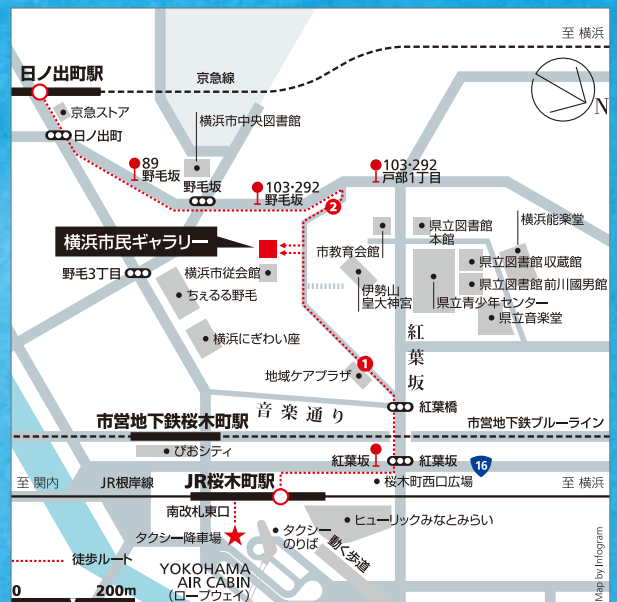 至 横浜
日ノ出町駅
京急線
京急ストア
N
横浜市中央図書館
日ノ出町
89
野毛坂
野毛坂
103・292
野毛坂
103・292
戸部1丁目
2
横浜市民ギャラリー
市教育会館
県立図書館
本館
横浜能楽堂
県立図書館 収蔵館
県立図書館 前川國男館
野毛3丁目
横浜市従会館
伊勢山
皇大神宮
県立青少年センター
県立音楽堂
ちぇるる野毛
横浜にぎわい座
紅葉坂
1
地域ケアプラザ
音楽通り
紅葉橋
市営地下鉄桜木町駅
市営地下鉄ブルーライン
ぴおシティ
紅葉坂
紅葉坂
16
至 関内
JR根岸線
JR桜木町駅
桜木町西口広場
至 横浜
南改札東口
ヒューリックみなとみらい
タクシー降車場
タクシー
のりば
動く歩道
徒歩ルート
YOKOHAMA
AIR CABIN
(ロープウェイ)
0
200m
Map by Infogram